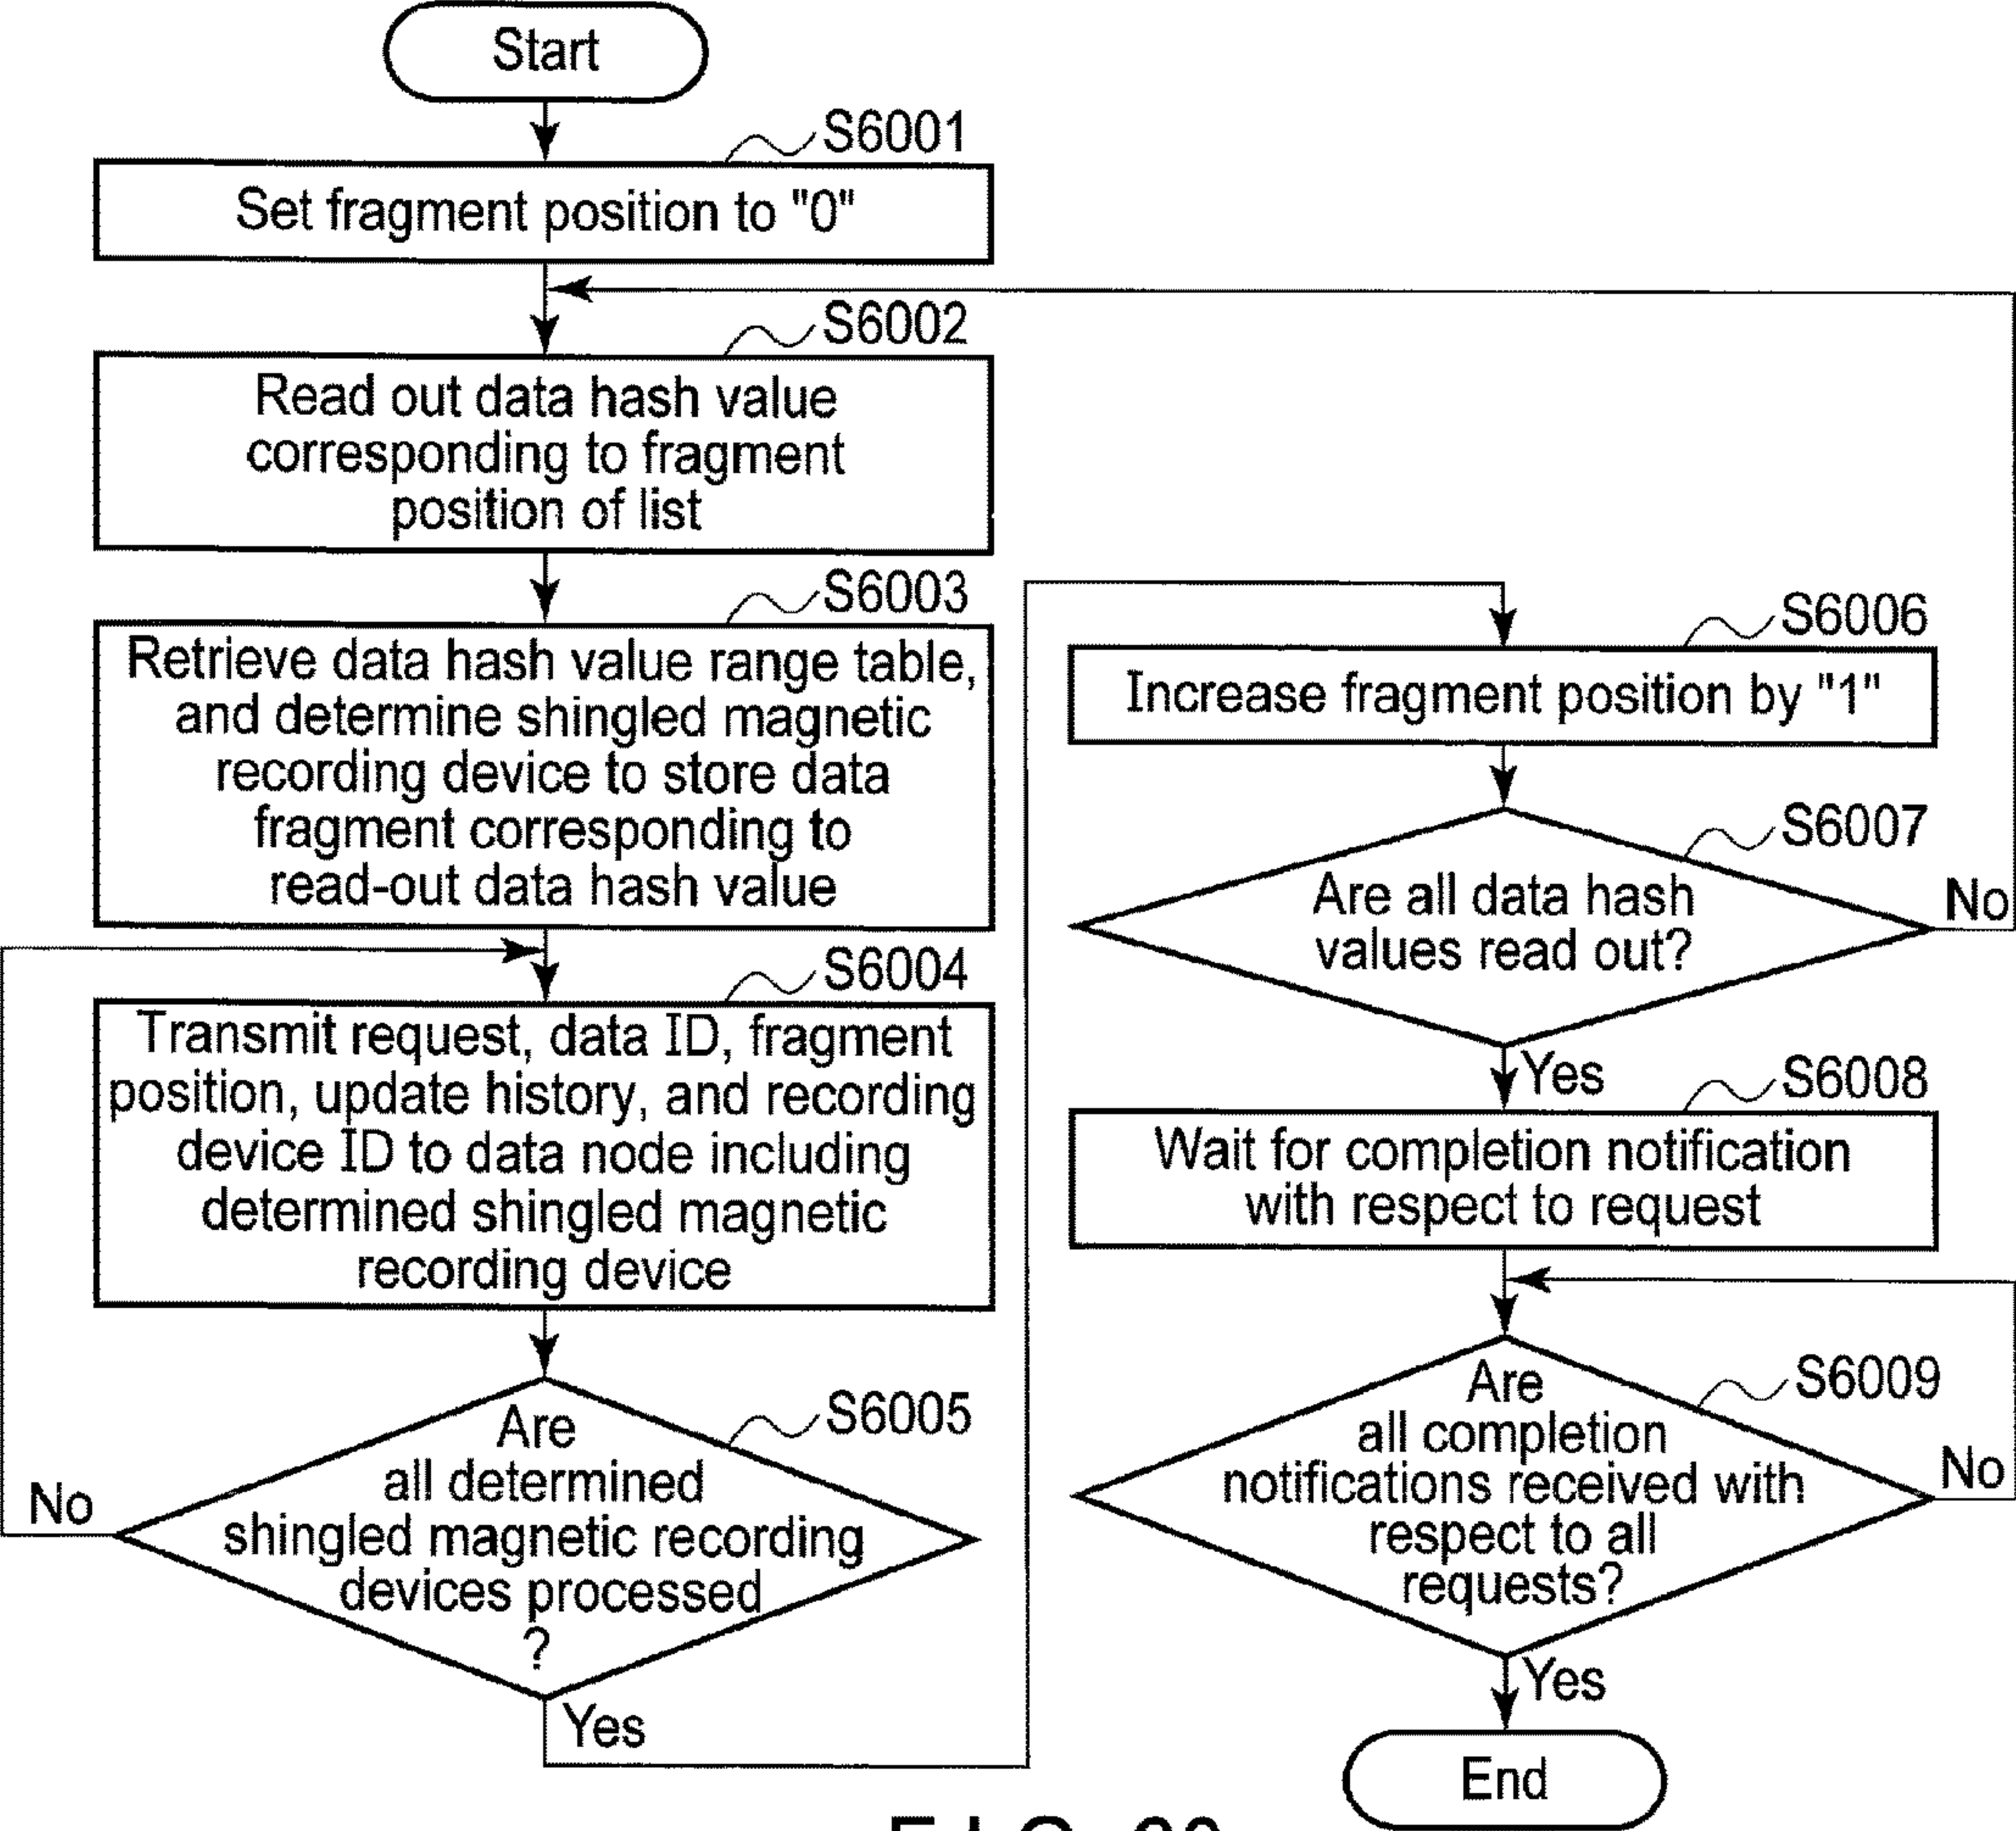 Start
S6001
Set fragment position to "0"
S6002
Read out data hash value
corresponding to fragment
position of list
S6003
Retrieve data hash value range table,
and determine shingled magnetic
recording device to store data
fragment corresponding to
read-out data hash value
S6004
Transmit request, data ID, fragment
position, update history, and recording
device ID to data node including
determined shingled magnetic
recording device
S6005
Are
all determined
shingled magnetic recording
devices processed
?
No
Yes
S6006
Increase fragment position by "1"
S6007
Are all data hash
values read out?
No
Yes
S6008
Wait for completion notification
with respect to request
S6009
Are
all completion
notifications received with
respect to all
requests?
No
Yes
End